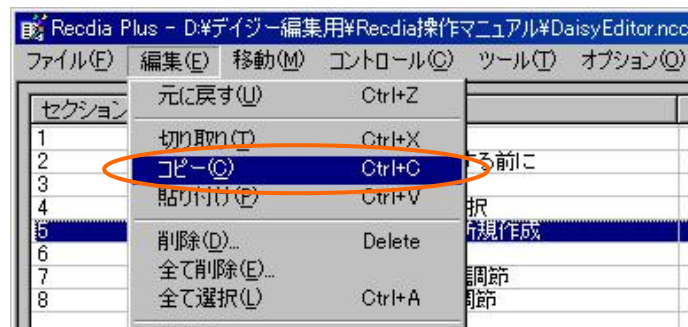 Recdia Plus - D:¥デイジー編集用¥Recdia操作マニュアル¥DaisyEditor.ncc
ファイル(F) 編集(E) 移動(M) コントロール(C) ツール(T) オプション(O)
セクション
元に戻す(U) Ctrl+Z
1 切り取り(T) Ctrl+X
2 コピー(C) Ctrl+C する前に
3
4 貼り付け(P) Ctrl+V 択
5 新規作成
6 削除(D)... Delete
7 全て削除(E)... 調節
8 全て選択(L) Ctrl+A 調節